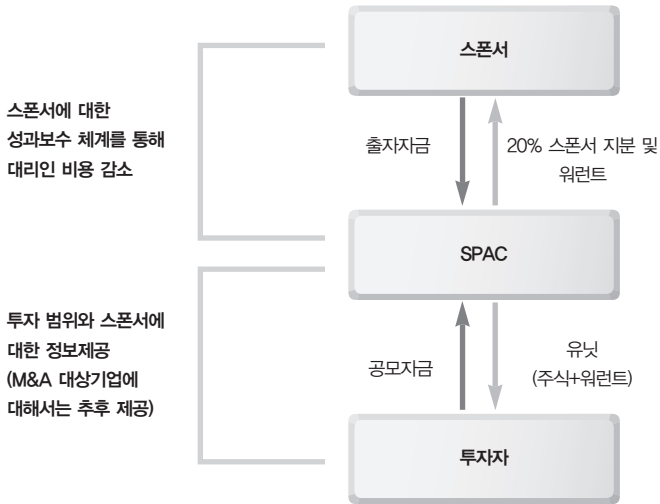 스폰서
스폰서에 대한
성과보수 체계를 통해
대리인 비용 감소
출자자금
20% 스폰서 지분 및
워런트
SPAC
투자 범위와 스폰서에
대한 정보제공
(M&A 대상기업에
대해서는 추후 제공)
공모자금
유닛
(주식+워런트)
투자자